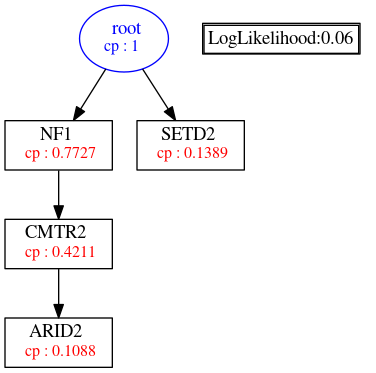 root
cp : 1
LogLikelihood:0.06
NF1
cp : 0.7727
SETD2
cp : 0.1389
CMTR2
cp : 0.4211
ARID2
cp : 0.1088